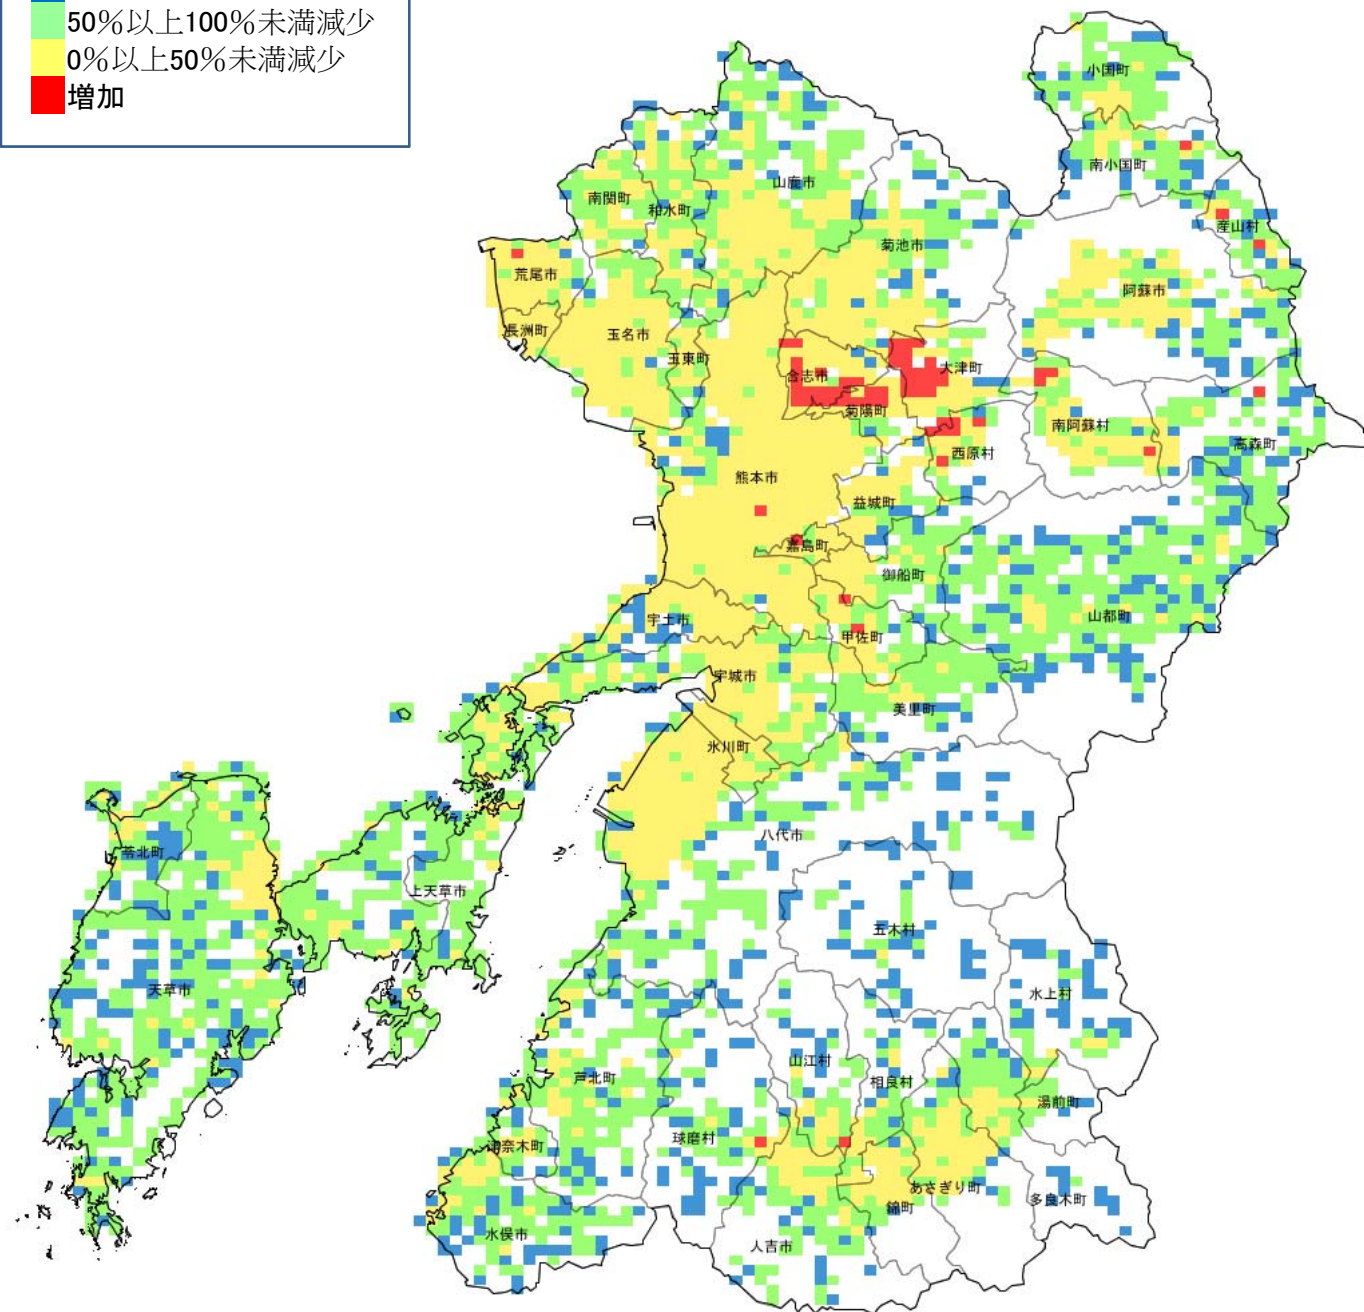 50%以上100%未満減少
0%以上50%未満減少
増加
小国町
南小国町
山鹿市
南関町
和水町
産山村
菊池市
荒尾市
阿蘇市
長洲町
玉名市
玉東町
合志市
大津町
菊陽町
南阿蘇村
高森町
西原村
熊本市
益城町
嘉島町
御船町
山都町
宇土市
甲佐町
宇城市
美里町
氷川町
八代市
苓北町
上天草市
五木村
天草市
水上村
山江村
芦北町
相良村
湯前町
球磨村
津奈木町
あさぎり町
多良木町
錦町
水俣市
人吉市